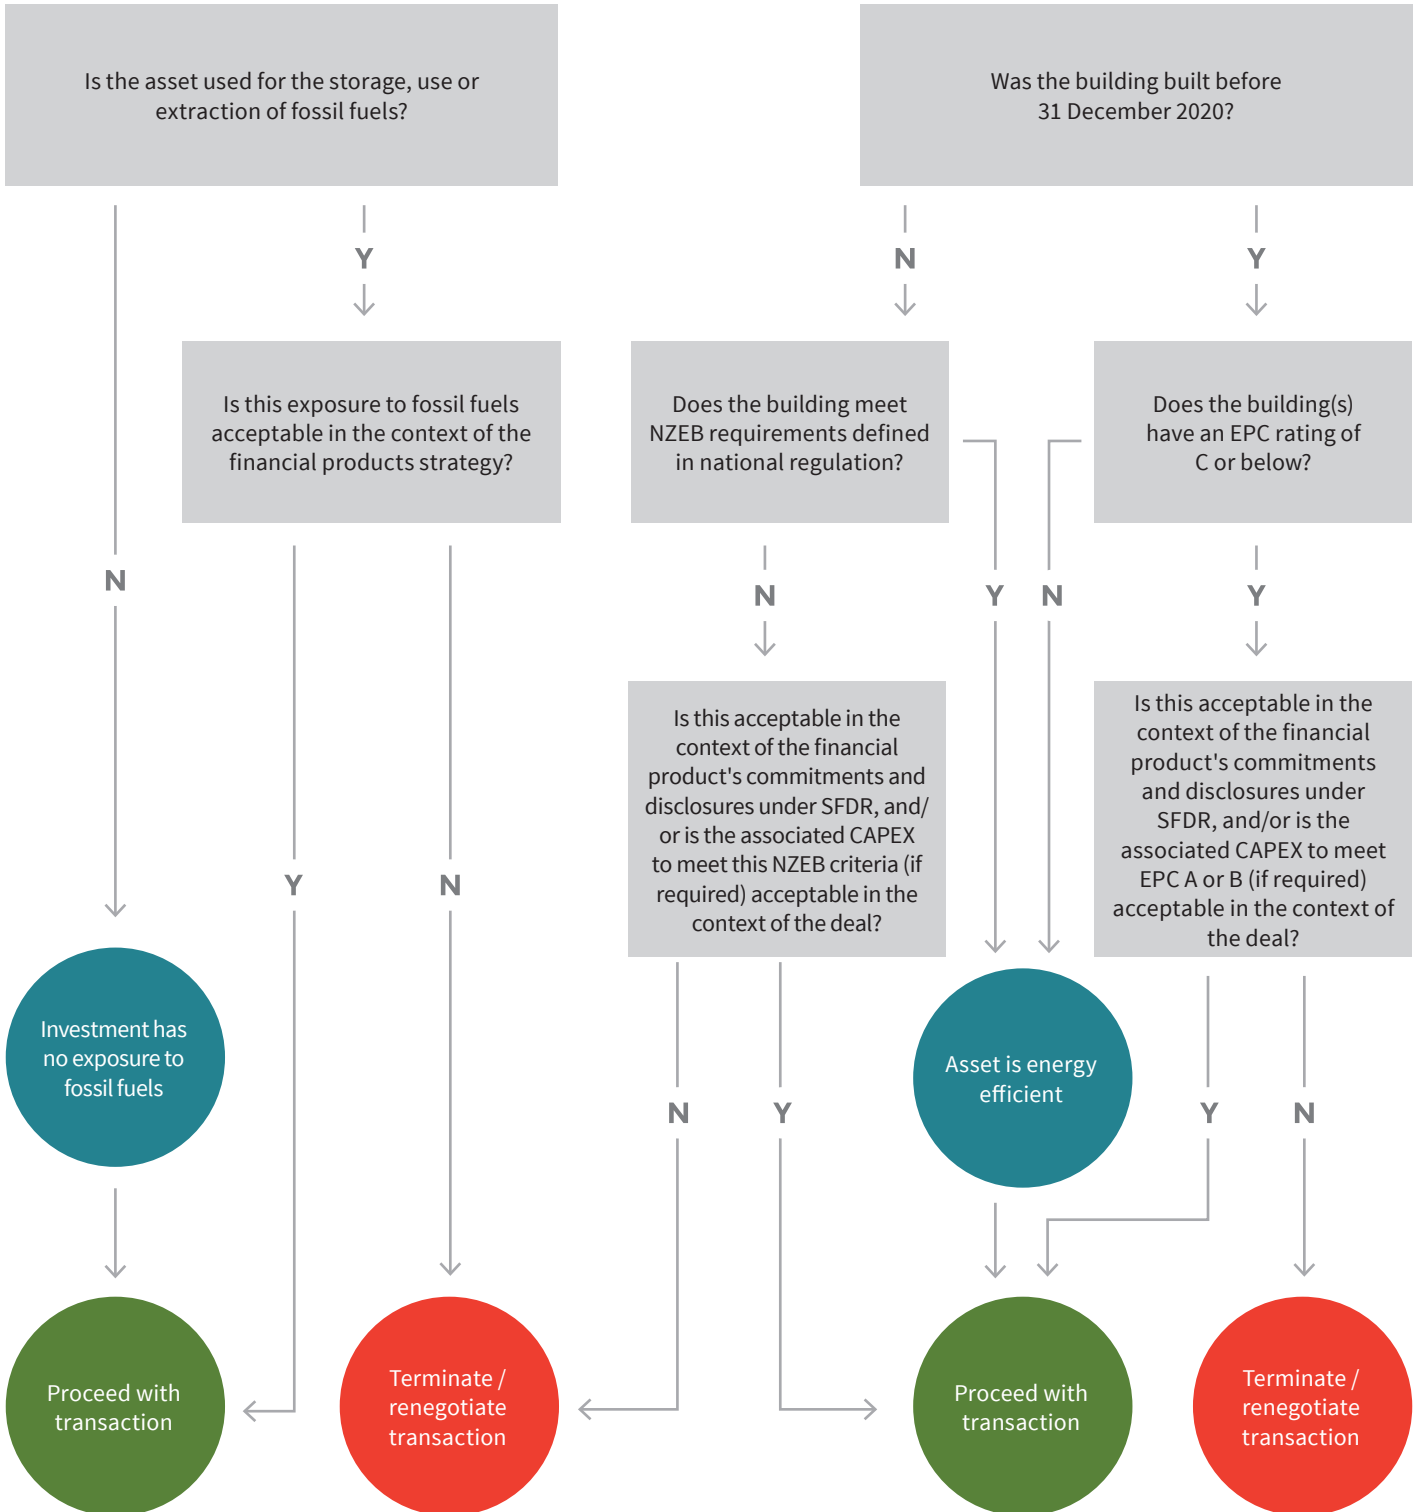 Is the asset used for the storage, use or
extraction of fossil fuels?
Was the building built before
31 December 2020?
Y
N
Y
Is this exposure to fossil fuels
acceptable in the context of the
financial products strategy?
Does the building meet
NZEB requirements defined
in national regulation?
Does the building(s)
have an EPC rating of
C or below?
N
N
Y
N
Y
Is this acceptable in the
context of the financial
product's commitments and
disclosures under SFDR, and/
or is the associated CAPEX
to meet this NZEB criteria (if
required) acceptable in the
context of the deal?
Is this acceptable in the
context of the financial
product's commitments
and disclosures under
SFDR, and/or is the
associated CAPEX to meet
EPC A or B (if required)
acceptable in the context of
the deal?
Y
N
Investment has
no exposure to
fossil fuels
Asset is energy
efficient
N
Y
Y
N
Proceed with
transaction
Terminate /
renegotiate
transaction
Proceed with
transaction
Terminate /
renegotiate
transaction